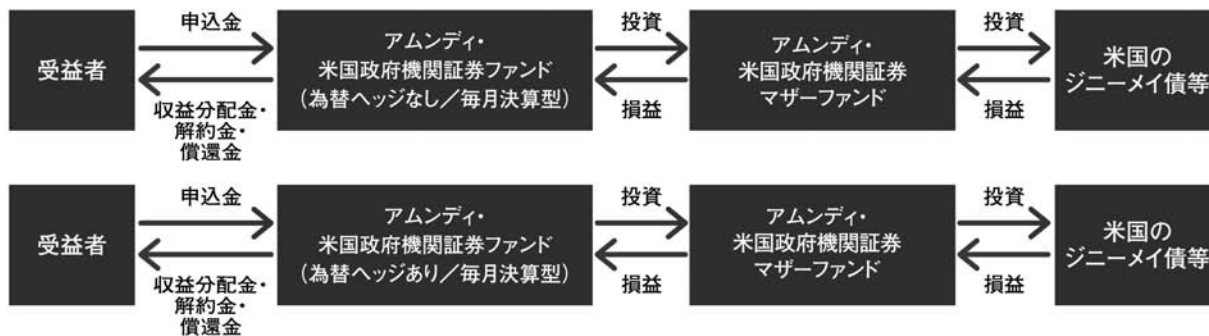 申込金
受益者
収益分配金・
解約金・
償還金
アムンディ・
米国政府機関証券ファンド
(為替ヘッジなし/毎月決算型)
投資
損益
アムンディ・
米国政府機関証券
マザーファンド
投資
損益
米国の
ジニーメイ債等
申込金
受益者
収益分配金・
解約金・
償還金
アムンディ・
米国政府機関証券ファンド
(為替ヘッジあり/毎月決算型)
投資
損益
アムンディ・
米国政府機関証券
マザーファンド
投資
損益
米国の
ジニーメイ債等